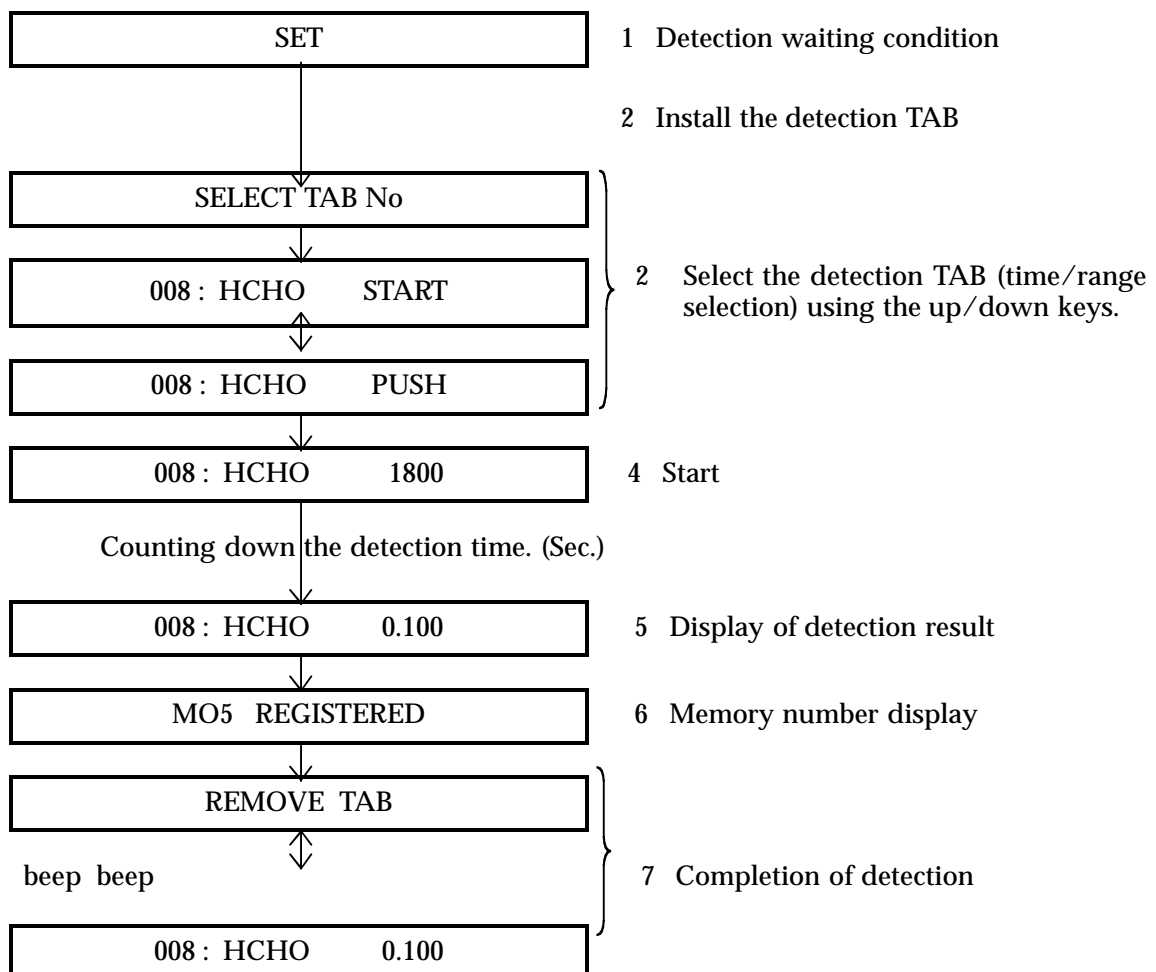 SET
1 Detection waiting condition
2 Install the detection TAB
SELECT TAB No
008 : HCHO START
2 Select the detection TAB (time/range
selection) using the up/down keys.
008 : HCHO PUSH
008 : HCHO 1800
4 Start
Counting down the detection time. (Sec.)
008 : HCHO 0.100
5 Display of detection result
MO5 REGISTERED
6 Memory number display
REMOVE TAB
beep beep
7 Completion of detection
008 : HCHO 0.100